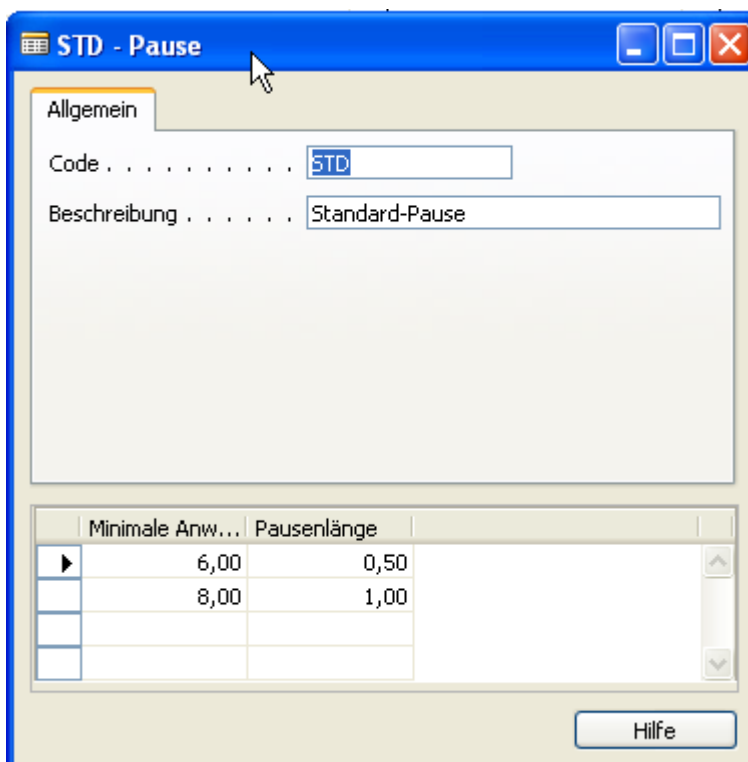 STD - Pause
Allgemein
Code . . . . . . . . . . STD
Beschreibung . . . . . . Standard-Pause
Minimale Anw... Pausenlänge
6,00 0,50
8,00 1,00
Hilfe